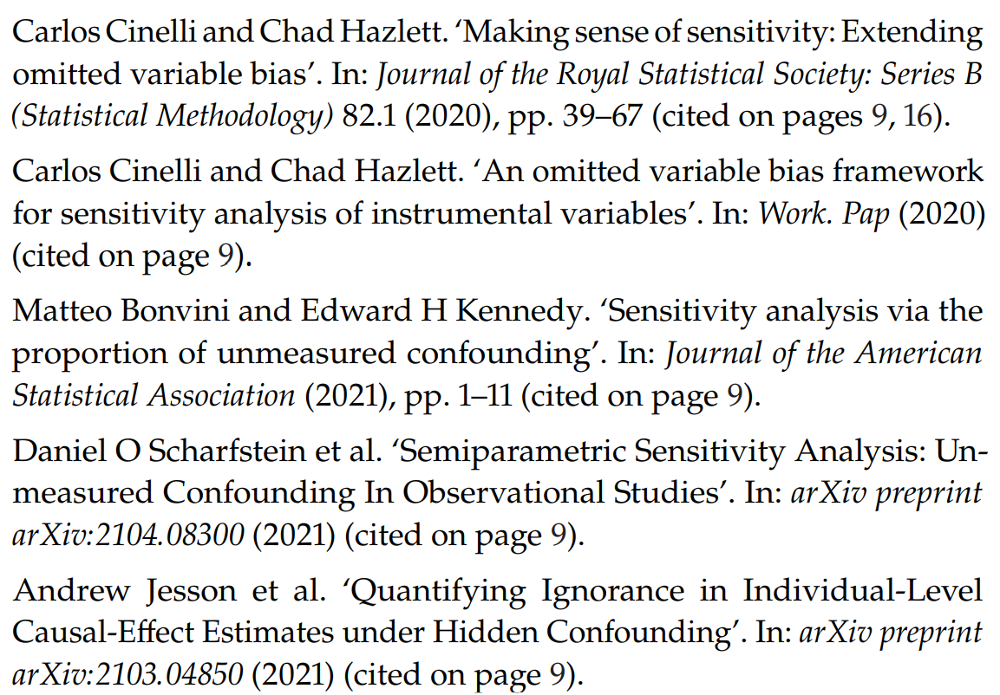 Carlos Cinelli and Chad Hazlett. ‘Making sense of sensitivity: Extending
omitted variable bias’. In: Journal of the Royal Statistical Society: Series B
(Statistical Methodology) 82.1 (2020), pp. 39–67 (cited on pages 9, 16).
Carlos Cinelli and Chad Hazlett. ‘An omitted variable bias framework
for sensitivity analysis of instrumental variables’. In: Work. Pap (2020)
(cited on page 9).
Matteo Bonvini and Edward H Kennedy. ‘Sensitivity analysis via the
proportion of unmeasured confounding’. In: Journal of the American
Statistical Association (2021), pp. 1–11 (cited on page 9).
Daniel O Scharfstein et al. ‘Semiparametric Sensitivity Analysis: Un-
measured Confounding In Observational Studies’. In: arXiv preprint
arXiv:2104.08300 (2021) (cited on page 9).
Andrew Jesson et al. ‘Quantifying Ignorance in Individual-Level
Causal-Effect Estimates under Hidden Confounding’. In: arXiv preprint
arXiv:2103.04850 (2021) (cited on page 9).